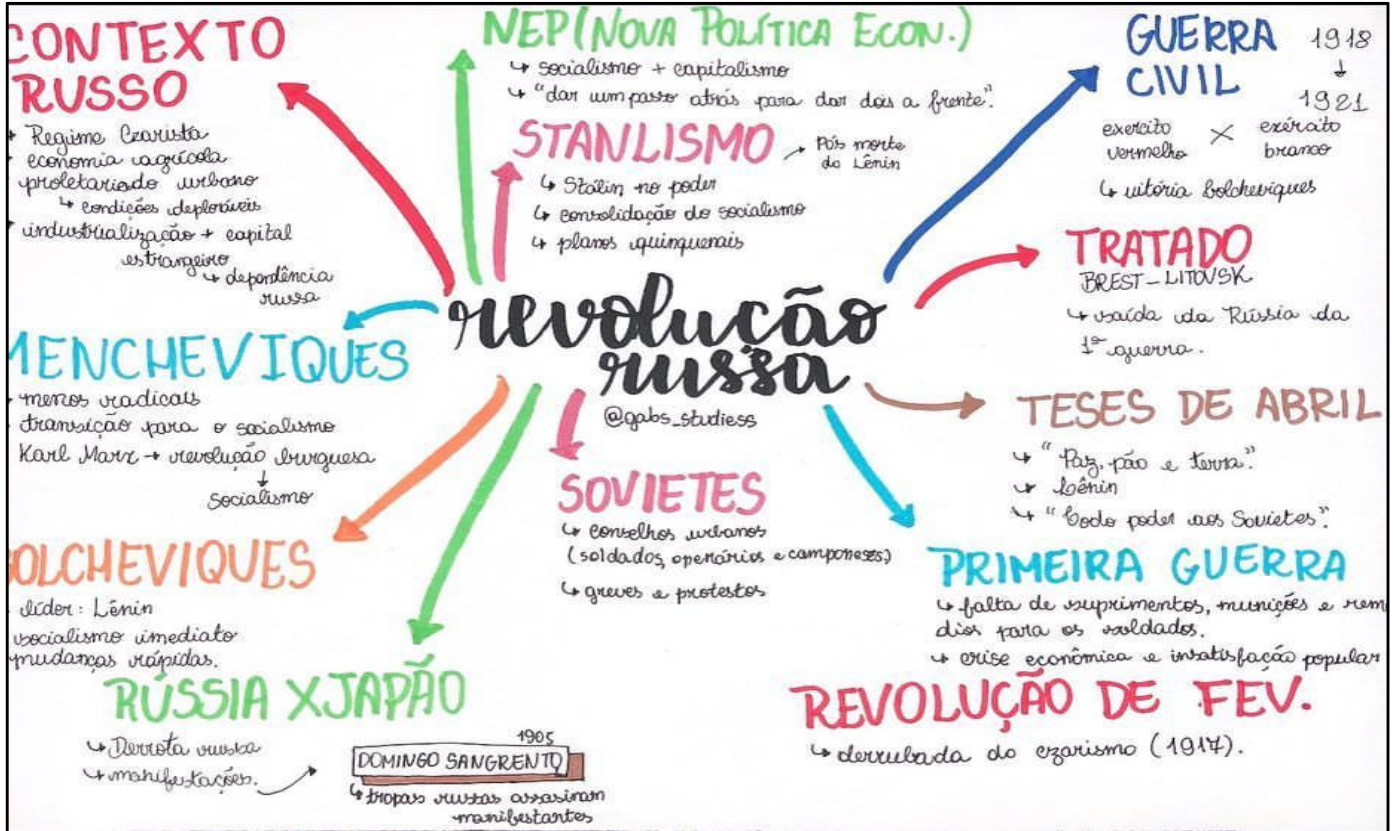 CONTEXTO
RUSSO
↳ Regime Czarista
↳ economia agrícola
proletariado urbano
↳ condições deploráveis
↳ industrialização + capital
estrangeiro
↳ dependência
russa
MENCHEVIQUES
menos radicais
transição para o socialismo
Karl Marx → revolução burguesa
↓
Socialismo
OLCHEVIQUES
líder: Lênin
socialismo imediato
mudanças rápidas.
RÚSSIA X JAPÃO
↳ Derrota russa
↳ manifestações.
1905
DOMINGO SANGRENTO
↳ tropas russas assasinam
manifestantes
NEP (NOVA POLÍTICA ECON.)
↳ socialismo + capitalismo
↳ "dar um passo atrás para dar dois a frente".
STANLISMO → Pós morte
do Lênin
↳ Stálin no poder
↳ consolidação do socialismo
↳ planos quinquenais
revolução
russa
@gabs_studiess
SOVIETES
↳ conselhos urbanos
(soldados, operários e camponeses)
↳ greves e protestos
GUERRA
CIVIL
1918
↓
1921
exercito vermelho X exército branco
↳ vitória bolcheviques
TRATADO
BREST-LITOVSK
↳ saída da Rússia da
1ª guerra.
TESES DE ABRIL
↳ "Paz, pão e terra".
↳ Lênin
↳ "Todo poder aos Sovietes".
PRIMEIRA GUERRA
↳ falta de suprimentos, munições e rem
dios para os soldados.
↳ crise econômica e insatisfação popular
REVOLUÇÃO DE FEV.
↳ derrubada do czarismo (1917).